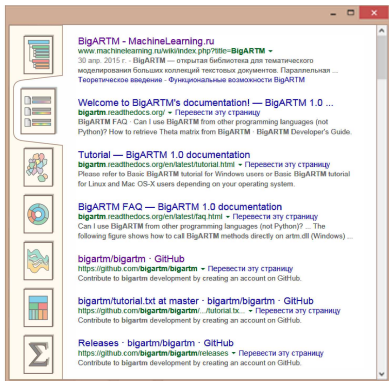 BigARTM - MachineLearning.ru
www.machinelearning.ru/wiki/index.php?title=BigARTM
30 апр. 2015 г. - BigARTM — открытая библиотека для тематического
моделирования больших коллекций текстовых документов. Параллельная ...
Теоретическое введение - Функциональные возможности BigARTM
Welcome to BigARTM's documentation! — BigARTM 1.0 ...
bigartm.readthedocs.org/ - Перевести эту страницу
BigARTM FAQ · Can I use BigARTM from other programming languages (not
Python)? How to retrieve Theta matrix from BigARTM · BigARTM Developer's Guide.
Tutorial — BigARTM 1.0 documentation
bigartm.readthedocs.org/en/latest/tutorial.html - Перевести эту страницу
Please refer to Basic BigARTM tutorial for Windows users or Basic BigARTM tutorial
for Linux and Mac OS-X users depending on your operating system.
BigARTM FAQ — BigARTM 1.0 documentation
bigartm.readthedocs.org/en/latest/faq.html - Перевести эту страницу
Can I use BigARTM from other programming languages (not Python)? ... The
following figure shows how to call BigARTM methods directly on artm.dll (Windows) ...
bigartm/bigartm · GitHub
https://github.com/bigartm/bigartm - Перевести эту страницу
Contribute to bigartm development by creating an account on GitHub.
bigartm/tutorial.txt at master · bigartm/bigartm · GitHub
https://github.com/bigartm/bigartm/.../tutorial.tx... - Перевести эту страницу
Contribute to bigartm development by creating an account on GitHub.
Releases · bigartm/bigartm · GitHub
https://github.com/bigartm/bigartm/releases - Перевести эту страницу
Contribute to bigartm development by creating an account on GitHub.
Σ